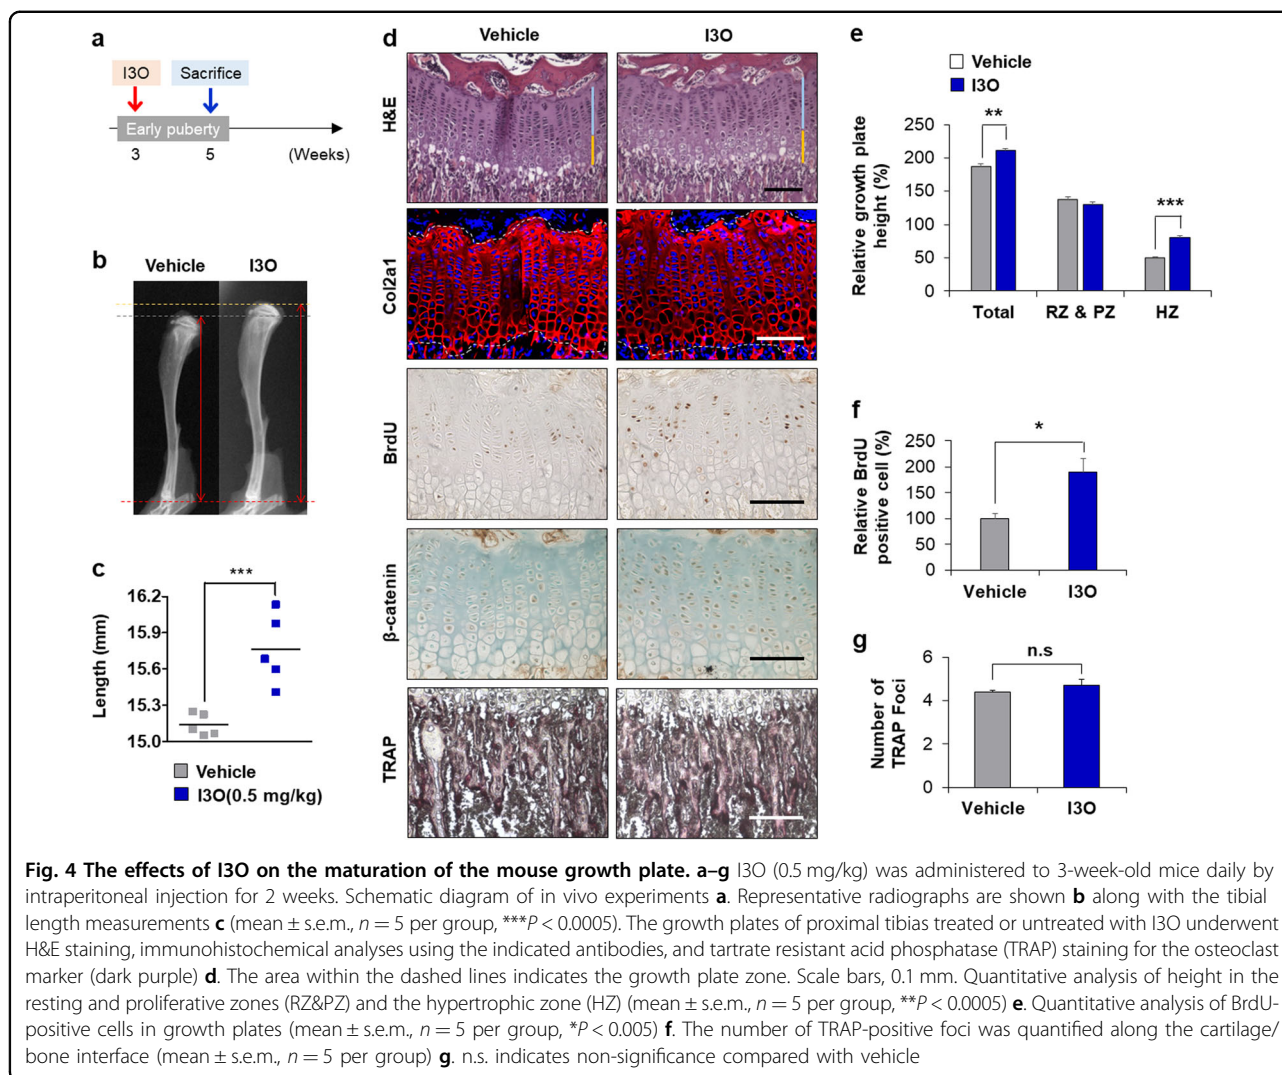 a
I3O
Sacrifice
Early puberty
3
5
(Weeks)
b
Vehicle
I3O
c
***
Length (mm)
16.2
15.9
15.6
15.3
15.0
Vehicle
I3O(0.5 mg/kg)
d
Vehicle
I3O
H&E
Col2a1
BrdU
β-catenin
TRAP
e
Vehicle
I3O
Relative growth plate
height (%)
250
200
150
100
50
0
**
***
Total
RZ & PZ
HZ
f
Relative BrdU
positive cell (%)
250
200
150
100
50
0
*
Vehicle
I3O
g
Number of
TRAP Foci
6
4
2
0
n.s
Vehicle
I3O
Fig. 4 The effects of I3O on the maturation of the mouse growth plate. a–g I3O (0.5 mg/kg) was administered to 3-week-old mice daily by
intraperitoneal injection for 2 weeks. Schematic diagram of in vivo experiments a. Representative radiographs are shown b along with the tibial
length measurements c (mean ± s.e.m., n = 5 per group, ***P < 0.0005). The growth plates of proximal tibias treated or untreated with I3O underwent
H&E staining, immunohistochemical analyses using the indicated antibodies, and tartrate resistant acid phosphatase (TRAP) staining for the osteoclast
marker (dark purple) d. The area within the dashed lines indicates the growth plate zone. Scale bars, 0.1 mm. Quantitative analysis of height in the
resting and proliferative zones (RZ&PZ) and the hypertrophic zone (HZ) (mean ± s.e.m., n = 5 per group, **P < 0.0005) e. Quantitative analysis of BrdU-
positive cells in growth plates (mean ± s.e.m., n = 5 per group, *P < 0.005) f. The number of TRAP-positive foci was quantified along the cartilage/
bone interface (mean ± s.e.m., n = 5 per group) g. n.s. indicates non-significance compared with vehicle